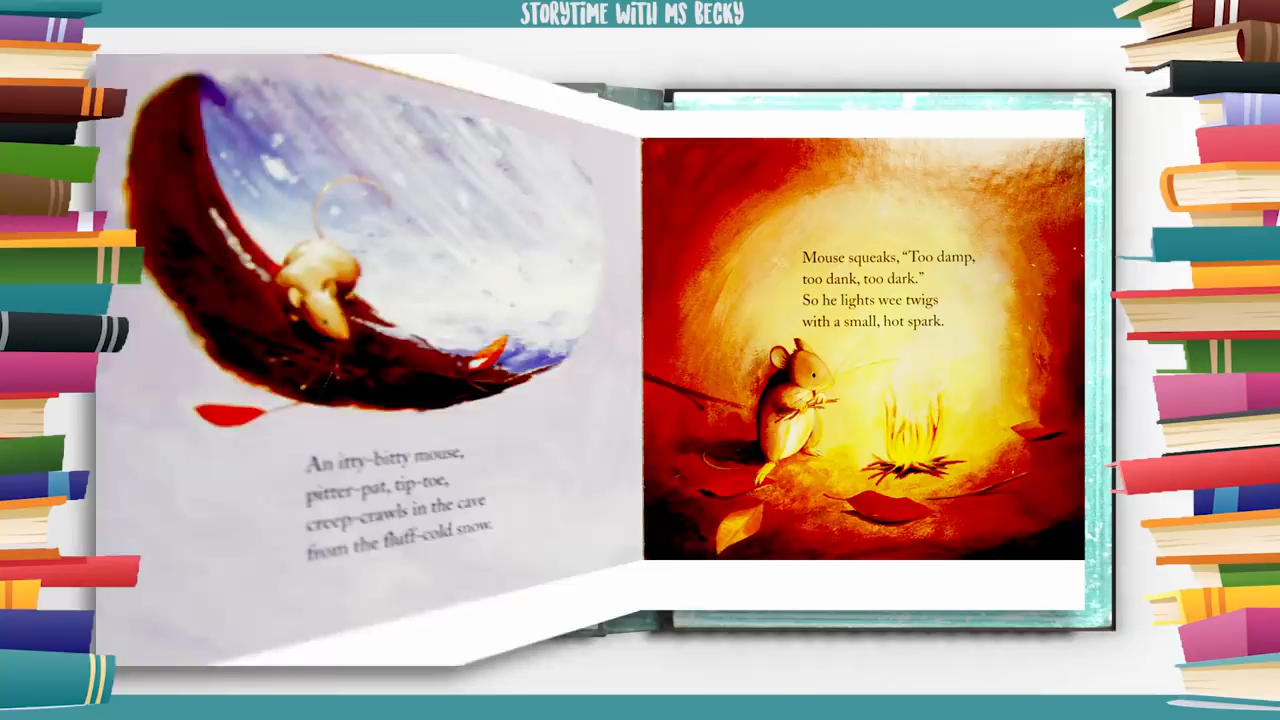 STORYTIME WITH MS BECKY
An itty-bitty mouse,
pitter-pat, tip-toe,
creep-crawls in the cave
from the fluff-cold snow.
Mouse squeaks, “Too damp,
too dank, too dark.”
So he lights wee twigs
with a small, hot spark.